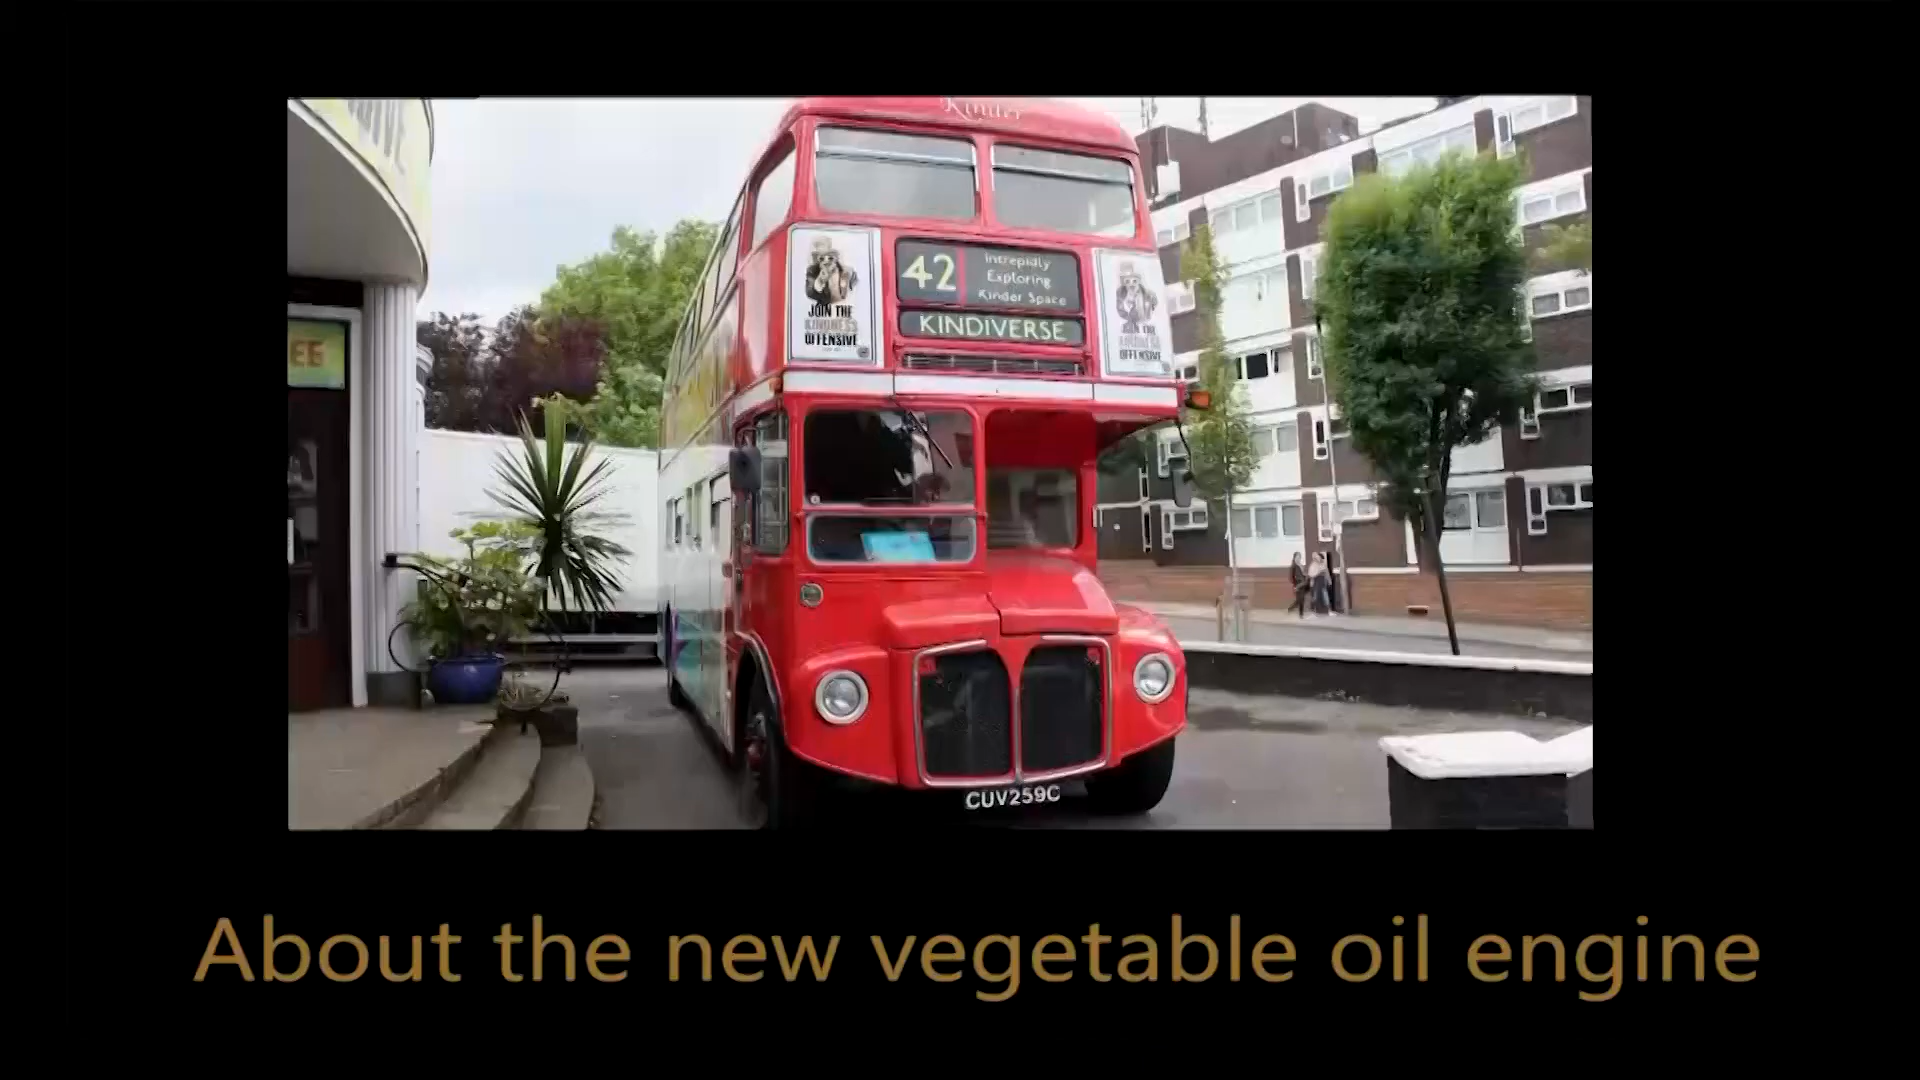 Kinder
42
Intrepidly
Exploring
Kinder Space
KINDIVERSE
JOIN THE
KINDNESS
OFFENSIVE
JOIN THE
KINDNESS
OFFENSIVE
EE
CUV259C
About the new vegetable oil engine